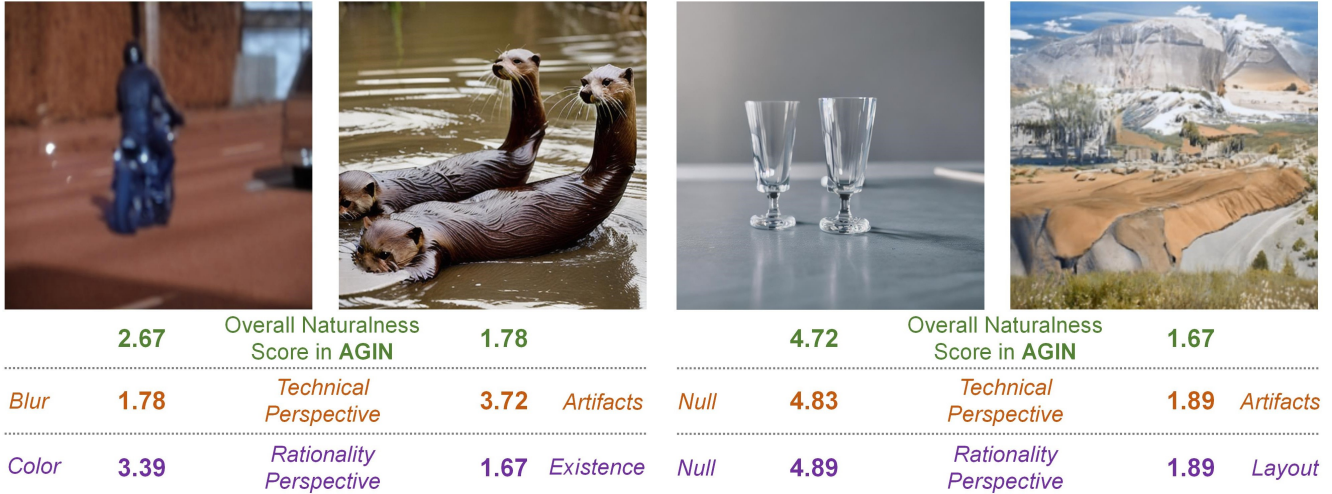 2.67 Overall Naturalness 1.78 4.72 Overall Naturalness 1.67
Score in AGIN Score in AGIN
Blur 1.78 Technical 3.72 Artifacts Null 4.83 Technical 1.89 Artifacts
Perspective Perspective
Color 3.39 Rationality 1.67 Existence Null 4.89 Rationality 1.89 Layout
Perspective Perspective